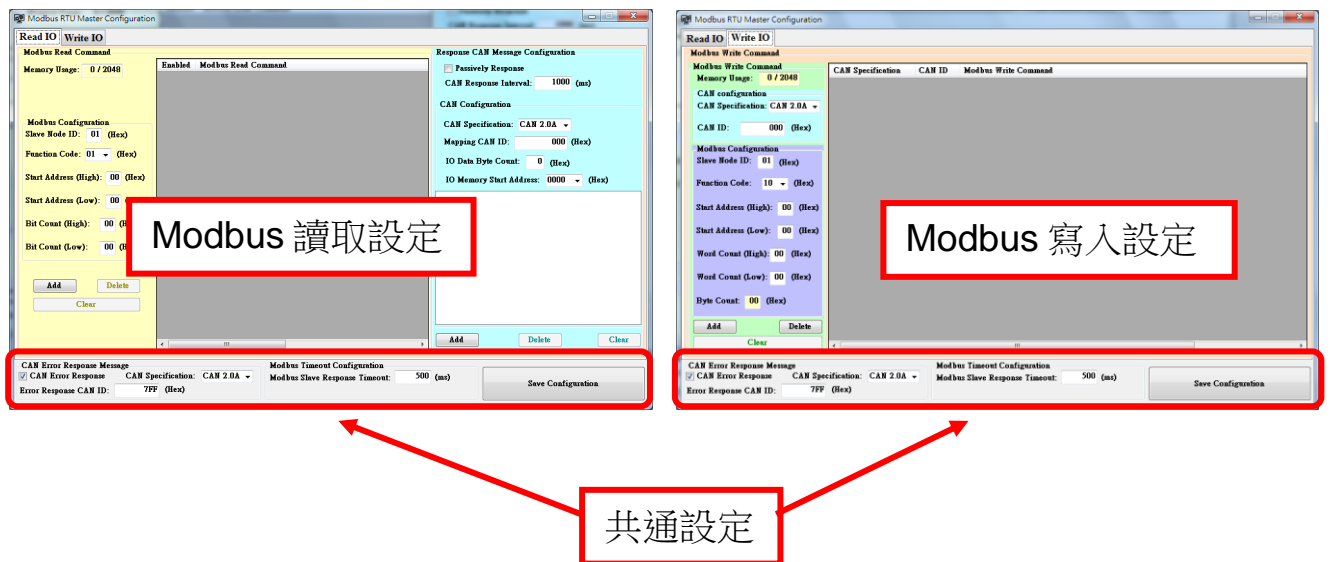 Modbus RTU Master Configuration
Read IO Write IO
Modbus Read Command
Memory Usage: 0 / 2048
Modbus Configuration
Slave Node ID: 01 (Hex)
Function Code: 01 (Hex)
Start Address (High): 00 (Hex)
Start Address (Low): 00
Bit Count (High): 00
Bit Count (Low): 00
Add Delete
Clear
Enabled Modbus Read Command
Modbus 讀取設定
Response CAN Message Configuration
Passively Response
CAN Response Interval: 1000 (ms)
CAN Configuration
CAN Specification: CAN 2.0A
Mapping CAN ID: 000 (Hex)
IO Data Byte Count: 0 (Hex)
IO Memory Start Address: 0000 (Hex)
Add Delete Clear
CAN Error Response Message
CAN Error Response CAN Specification: CAN 2.0A
Error Response CAN ID: 7FF (Hex)
Modbus Timeout Configuration
Modbus Slave Response Timeout: 500 (ms)
Save Configuration
Modbus RTU Master Configuration
Read IO Write IO
Modbus Write Command
Modbus Write Command
Memory Usage: 0 / 2048
CAN configuration
CAN Specification: CAN 2.0A
CAN ID: 000 (Hex)
Modbus Configuration
Slave Node ID: 01 (Hex)
Function Code: 10 (Hex)
Start Address (High): 00 (Hex)
Start Address (Low): 00 (Hex)
Word Count (High): 00 (Hex)
Word Count (Low): 00 (Hex)
Byte Count: 00 (Hex)
Add Delete
Clear
CAN Specification CAN ID Modbus Write Command
Modbus 寫入設定
CAN Error Response Message
CAN Error Response CAN Specification: CAN 2.0A
Error Response CAN ID: 7FF (Hex)
Modbus Timeout Configuration
Modbus Slave Response Timeout: 500 (ms)
Save Configuration
共通設定